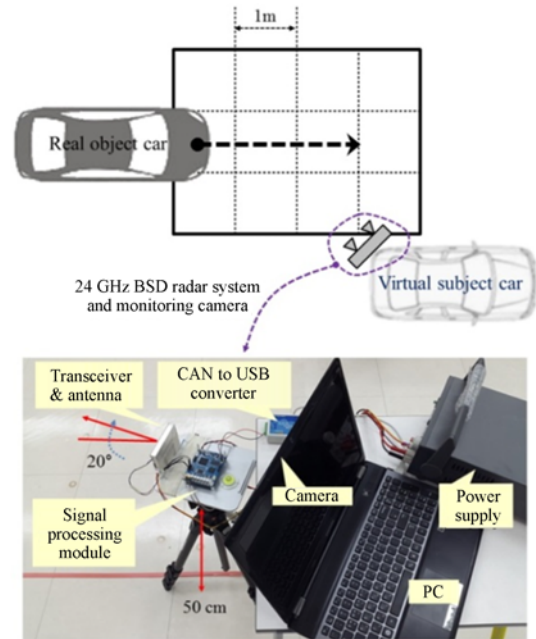 1m
Real object car
24 GHz BSD radar system
and monitoring camera
Virtual subject car
Transceiver
& antenna
CAN to USB
converter
20°
Camera
Signal
processing
module
Power
supply
50 cm
PC